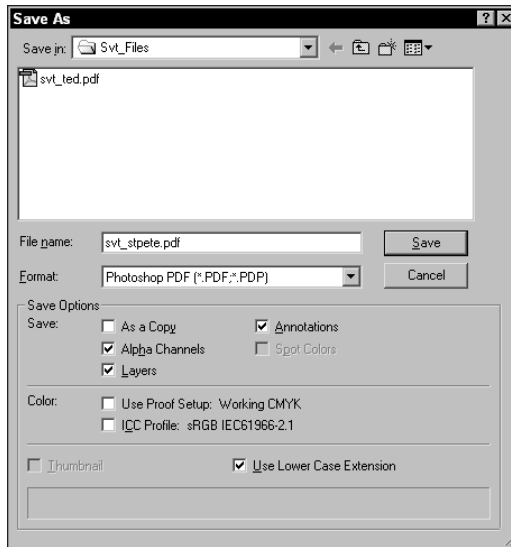 Save As
Save in: Svt_Files
svt_ted.pdf
File name: svt_stpete.pdf Save
Format: Photoshop PDF (*.PDF;*.PDP) Cancel
Save Options
Save: As a Copy Annotations
Alpha Channels Spot Colors
Layers
Color: Use Proof Setup: Working CMYK
ICC Profile: sRGB IEC61966-2.1
Thumbnail Use Lower Case Extension